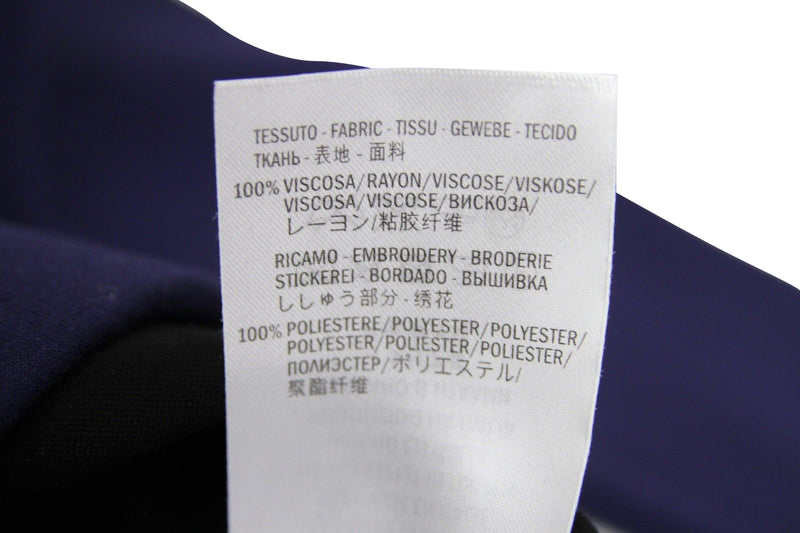 TESSUTO - FABRIC - TISSU - GEWEBE - TECIDO
ТКАНЬ - 表地 - 面料
100% VISCOSA/RAYON/VISCOSE/VISKOSE/
VISCOSA/VISCOSE/ВИСКОЗА/
レーヨン/粘胶纤维
RICAMO - EMBROIDERY - BRODERIE
STICKEREI - BORDADO - ВЫШИВКА
ししゅう部分 - 绣花
100% POLIESTERE/POLYESTER/POLYESTER/
POLYESTER/POLIESTER/POLIESTER/
ПОЛИЭСТЕР/ポリエステル/
聚酯纤维